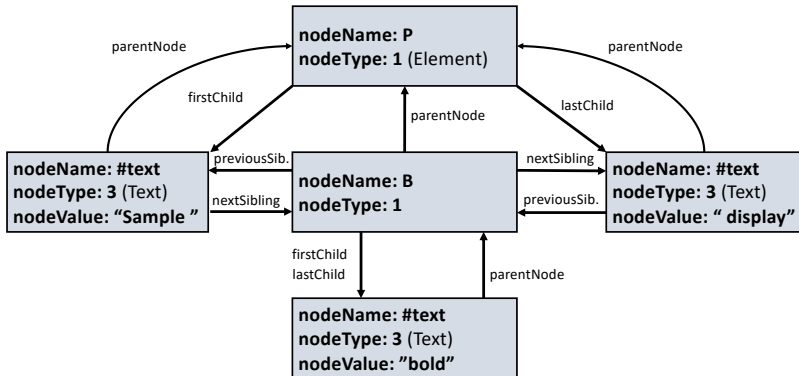 nodeName: P
nodeType: 1 (Element)
parentNode
parentNode
firstChild
parentNode
lastChild
nodeName: #text
nodeType: 3 (Text)
nodeValue: “Sample ”
previousSib.
nextSibling
nodeName: B
nodeType: 1
nextSibling
previousSib.
nodeName: #text
nodeType: 3 (Text)
nodeValue: “ display”
firstChild
lastChild
parentNode
nodeName: #text
nodeType: 3 (Text)
nodeValue: ”bold”